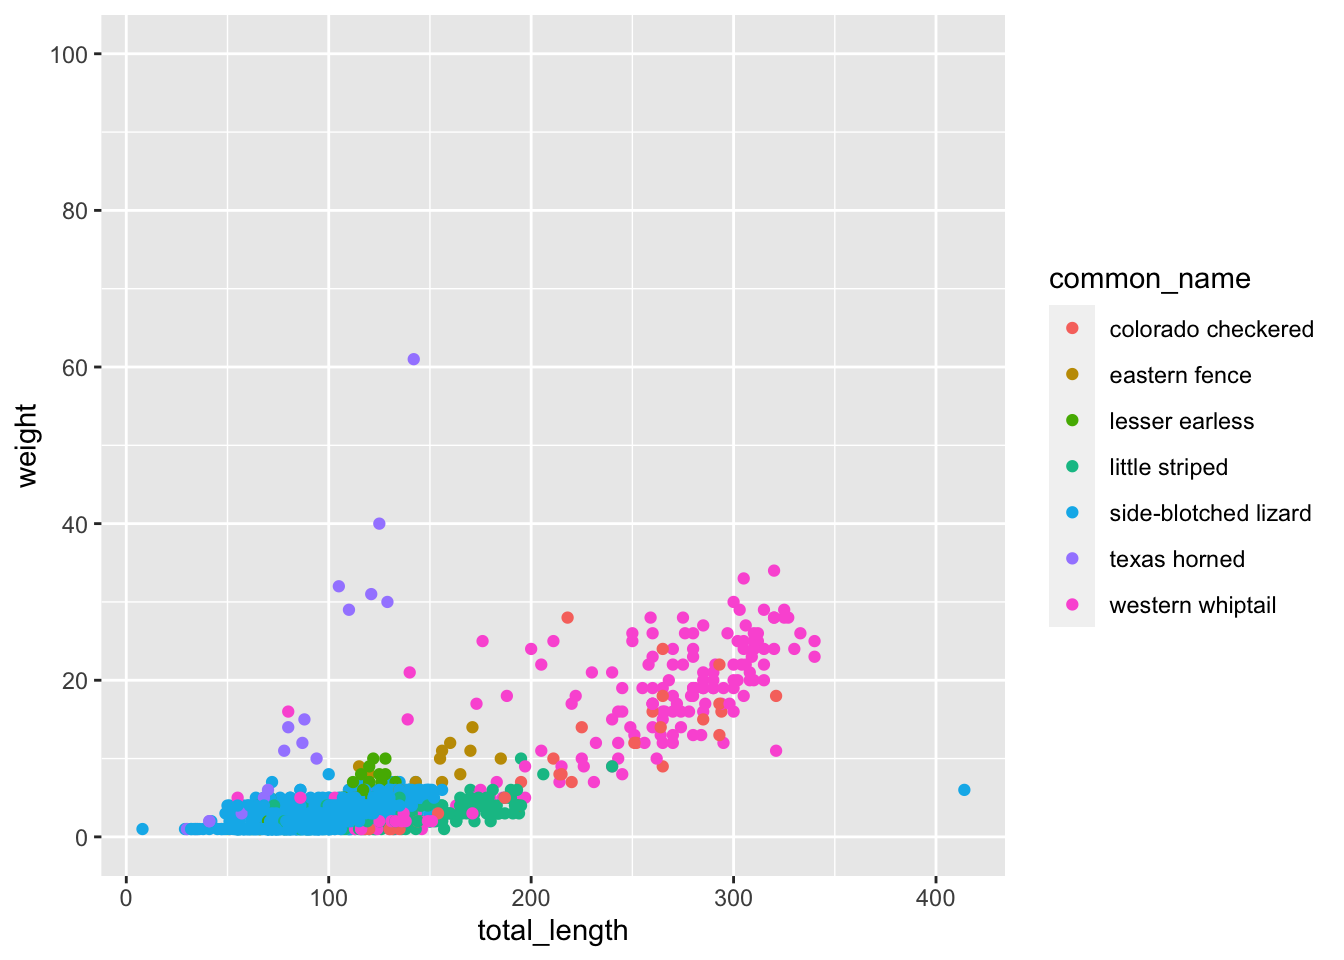 100
80
60
40
20
0
weight
0 100 200 300 400
total_length
common_name
colorado checkered
eastern fence
lesser earless
little striped
side-blotched lizard
texas horned
western whiptail